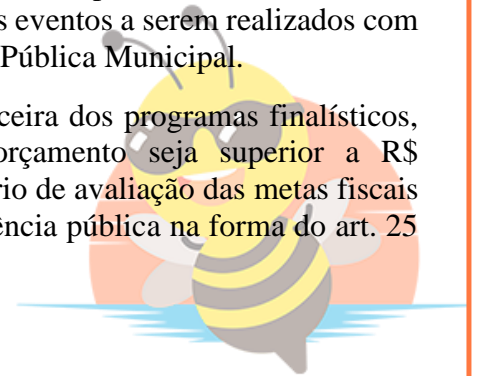 s eventos a serem realizados com
Pública Municipal.
ceira dos programas finalísticos,
orçamento seja superior a R$
rio de avaliação das metas fiscais
ência pública na forma do art. 25